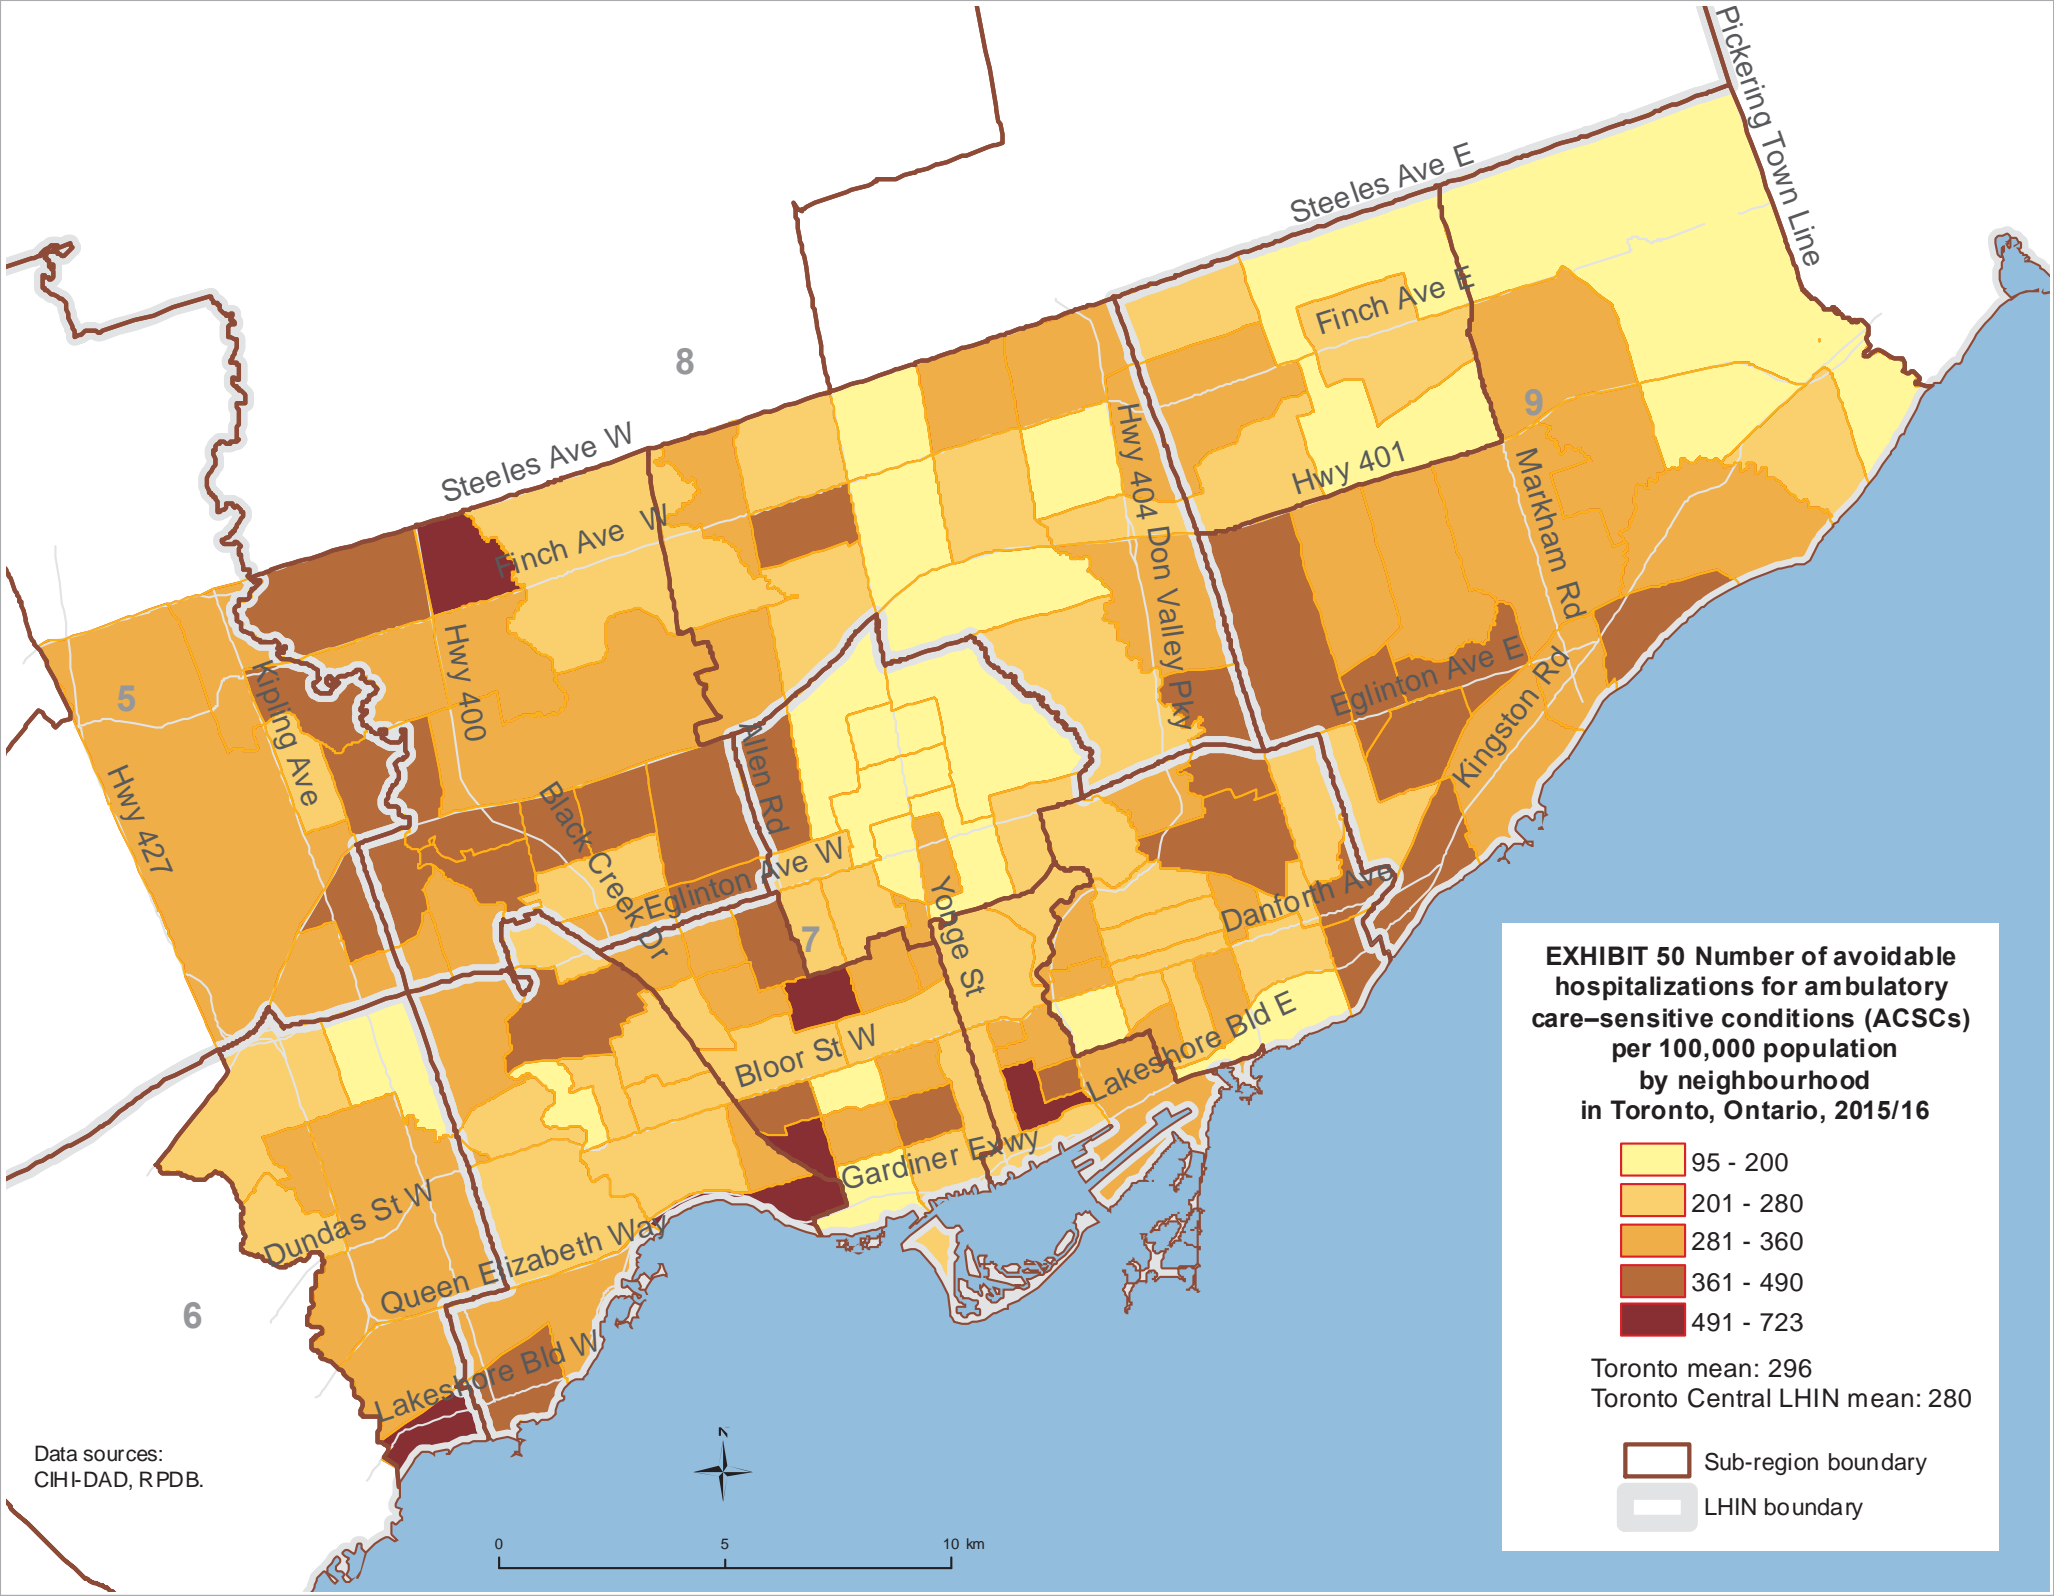 Pickering Town Line
Steeles Ave E
Finch Ave E
8
9
Steeles Ave W
Hwy 401
Hwy 404
Markham Rd
Finch Ave W
Don Valley Pky
Hwy 400
Kipling Ave
5
Eglinton Ave E
Kingston Rd
Hwy 427
Allen Rd
Black Creek Dr
Eglinton Ave W
Danforth Ave
Yonge St
7
Bloor St W
Lakeshore Bld E
Gardiner Exwy
Dundas St W
Queen Elizabeth Way
6
Lakeshore Bld W
EXHIBIT 50 Number of avoidable
hospitalizations for ambulatory
care–sensitive conditions (ACSCs)
per 100,000 population
by neighbourhood
in Toronto, Ontario, 2015/16
95 - 200
201 - 280
281 - 360
361 - 490
491 - 723
Toronto mean: 296
Toronto Central LHIN mean: 280
Sub-region boundary
LHIN boundary
Data sources:
CIHI-DAD, RPDB.
N
0 5 10 km